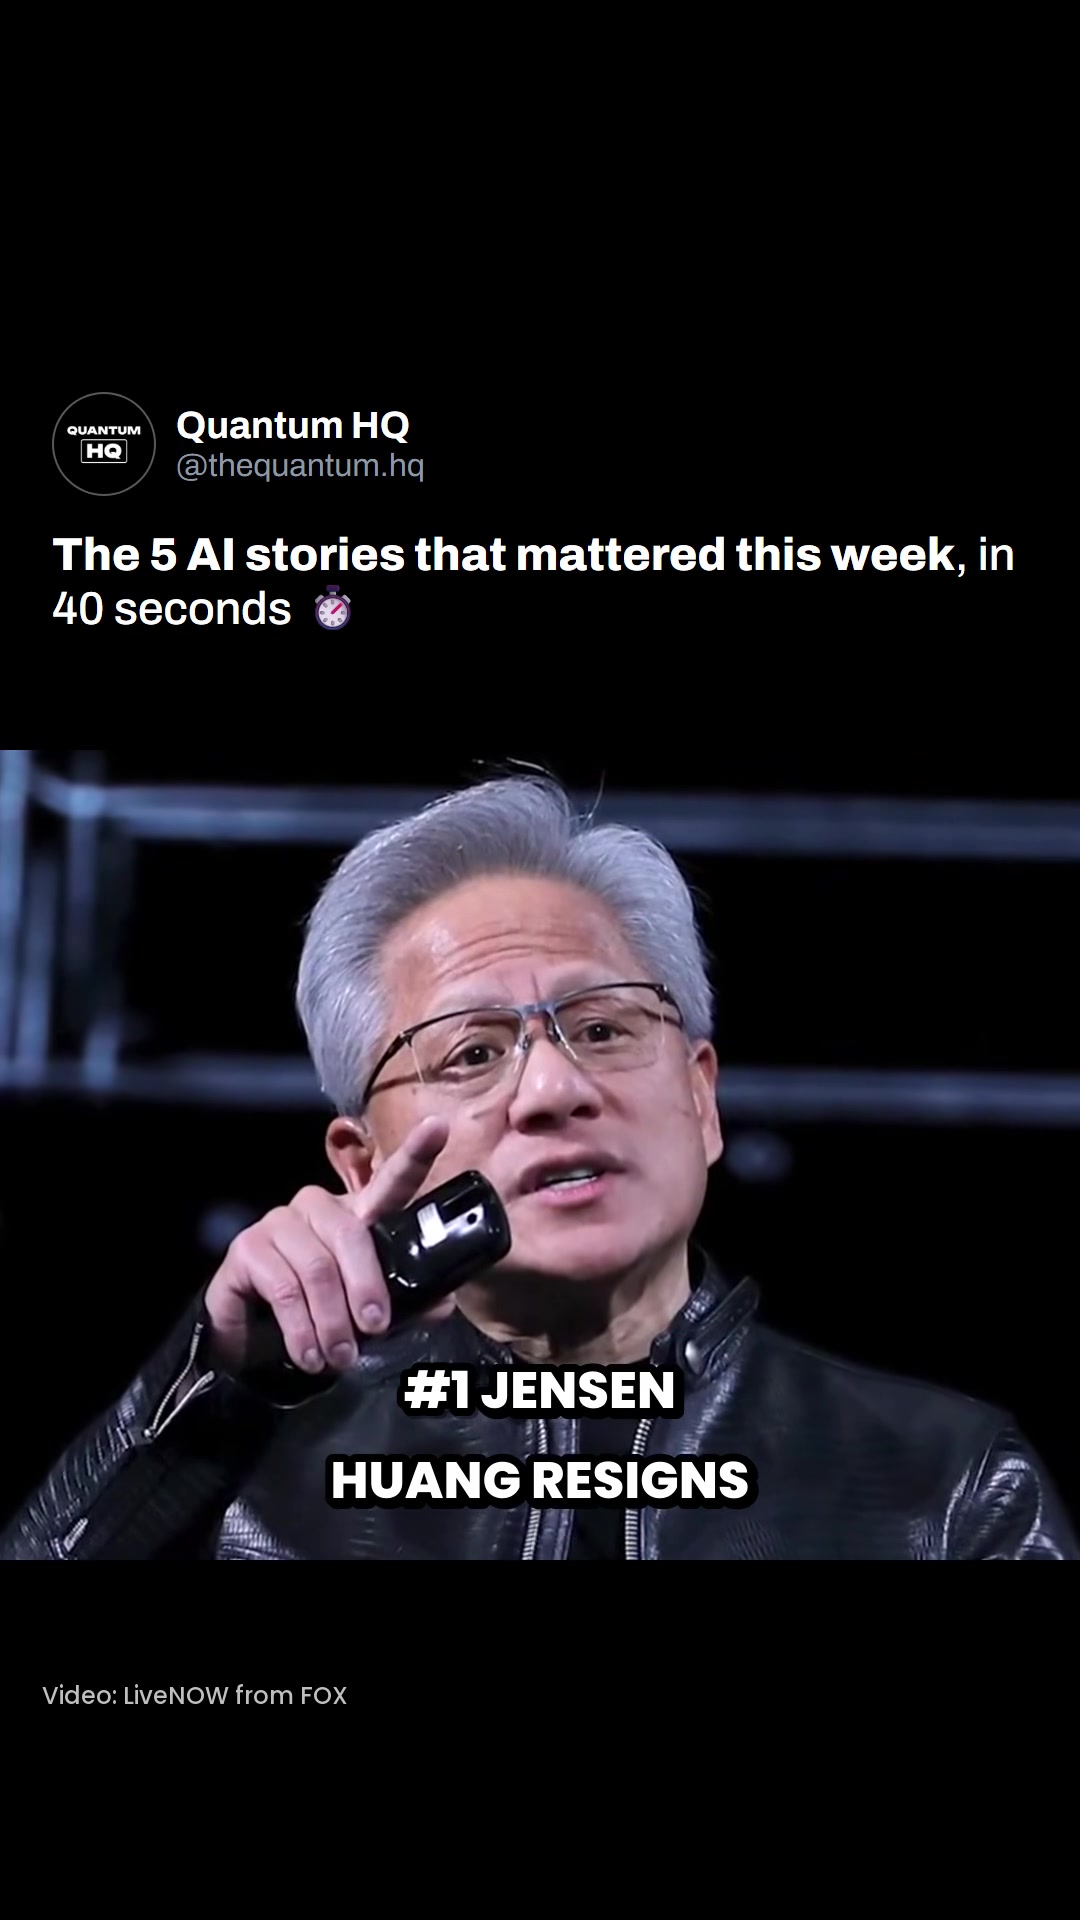 QUANTUM
HQ
Quantum HQ
@thequantum.hq
The 5 AI stories that mattered this week, in
40 seconds ⏱
#1 JENSEN
HUANG RESIGNS
Video: LiveNOW from FOX